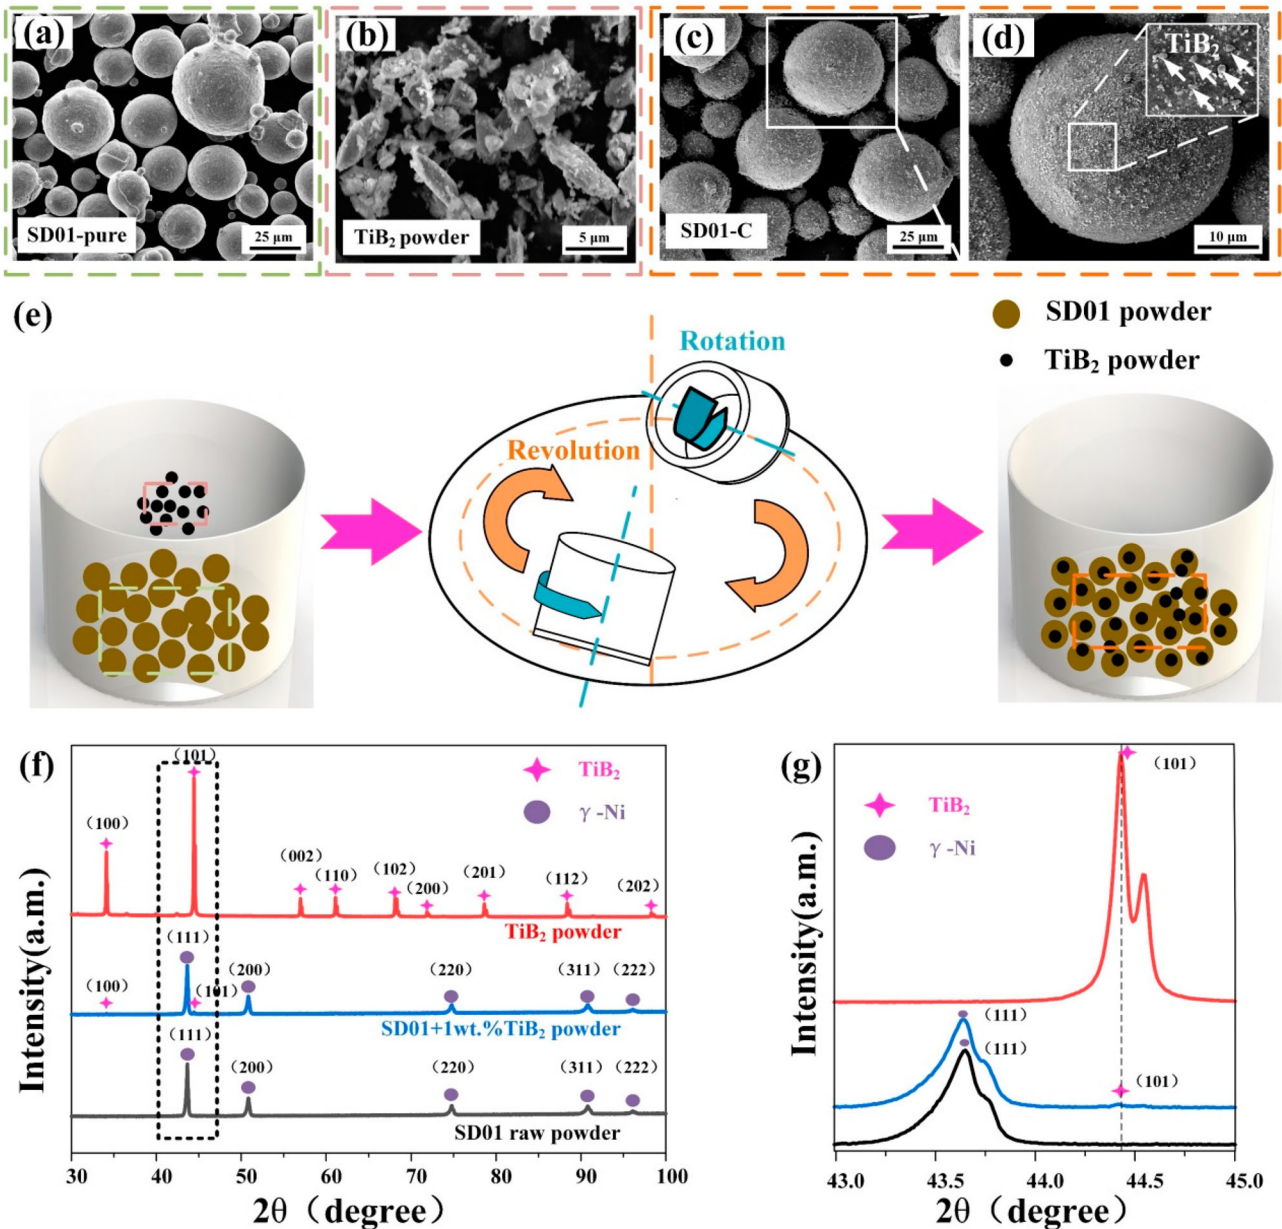 (a)
SD01-pure
25 μm
(b)
TiB₂ powder
5 μm
(c)
SD01-C
25 μm
(d)
TiB₂
10 μm
(e)
Rotation
Revolution
SD01 powder
TiB₂ powder
(f)
(101)
TiB₂
γ-Ni
(100)
(002)
(110)
(102)
(200)
(201)
(112)
(202)
TiB₂ powder
(111)
(100)
(101)
(200)
(220)
(311)
(222)
SD01+1wt.%TiB₂ powder
(111)
(200)
(220)
(311)
(222)
SD01 raw powder
Intensity(a.m.)
30 40 50 60 70 80 90 100
2θ（degree）
(g)
(101)
TiB₂
γ-Ni
(111)
(111)
(101)
Intensity(a.m.)
43.0 43.5 44.0 44.5 45.0
2θ（degree）